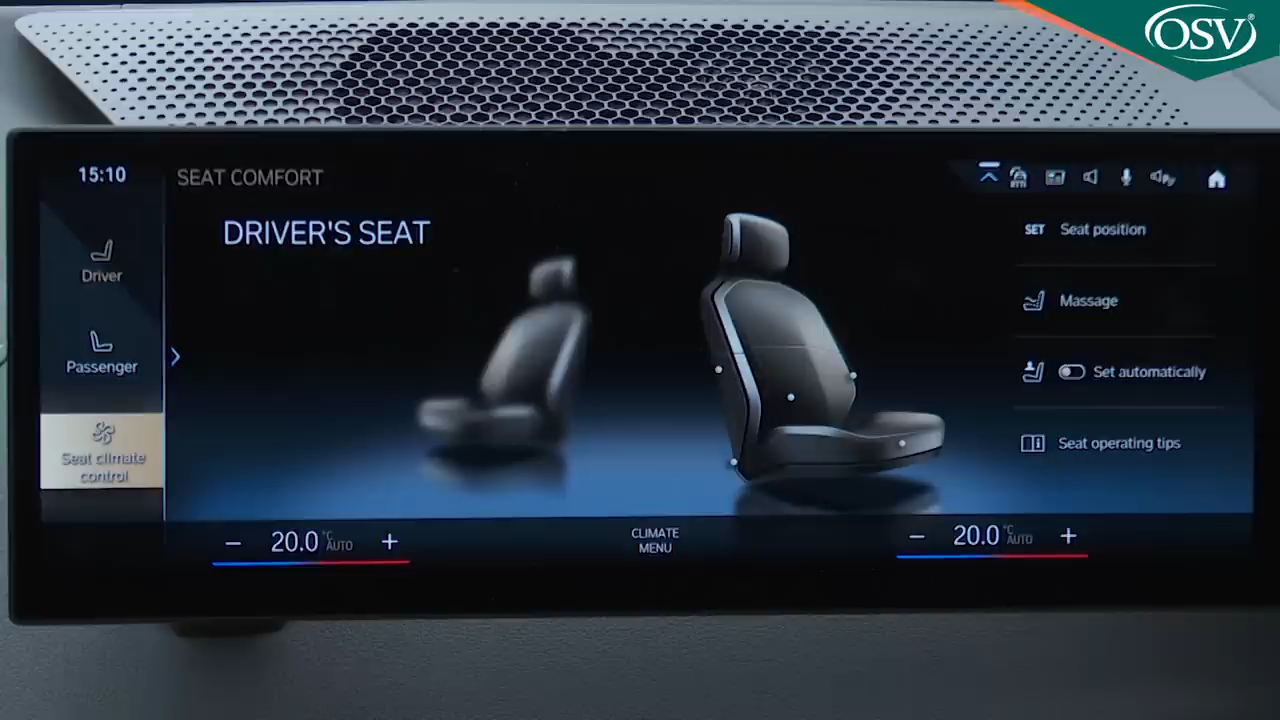 OSV®
15:10
SEAT COMFORT
DRIVER'S SEAT
Driver
Passenger
Seat climate
control
SET Seat position
Massage
Set automatically
Seat operating tips
− 20.0 °C AUTO +
CLIMATE
MENU
− 20.0 °C AUTO +